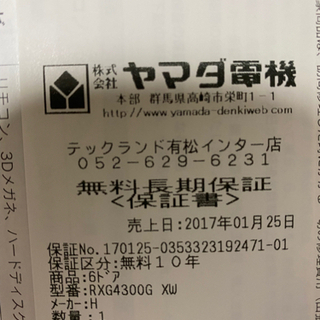 株式
会社
ヤマダ電機
本部 群馬県高崎市栄町1-1
http://www.yamada-denkiweb.com
テックランド有松インター店
052-629-6231
無料長期保証
<保証書>
売上日:2017年01月25日
保証No.170125-0353323192471-01
保証区分:無料10年
商品名:6ドア
型番:RXG4300G XW
メーカー:H
数量:1
リモコン、3Dメガネ、ハードディスク